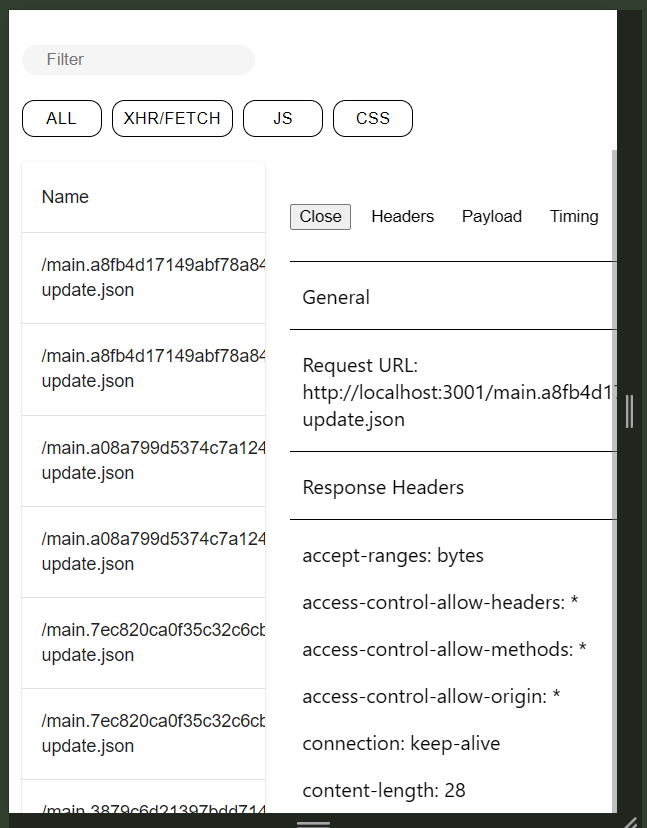 Filter
ALL XHR/FETCH JS CSS
Name
/main.a8fb4d17149abf78a84
update.json
/main.a8fb4d17149abf78a84
update.json
/main.a08a799d5374c7a124
update.json
/main.a08a799d5374c7a124
update.json
/main.7ec820ca0f35c32c6cb
update.json
/main.7ec820ca0f35c32c6cb
update.json
/main.3879c6d21397bdd714
Close Headers Payload Timing
General
Request URL:
http://localhost:3001/main.a8fb4d17
update.json
Response Headers
accept-ranges: bytes
access-control-allow-headers: *
access-control-allow-methods: *
access-control-allow-origin: *
connection: keep-alive
content-length: 28